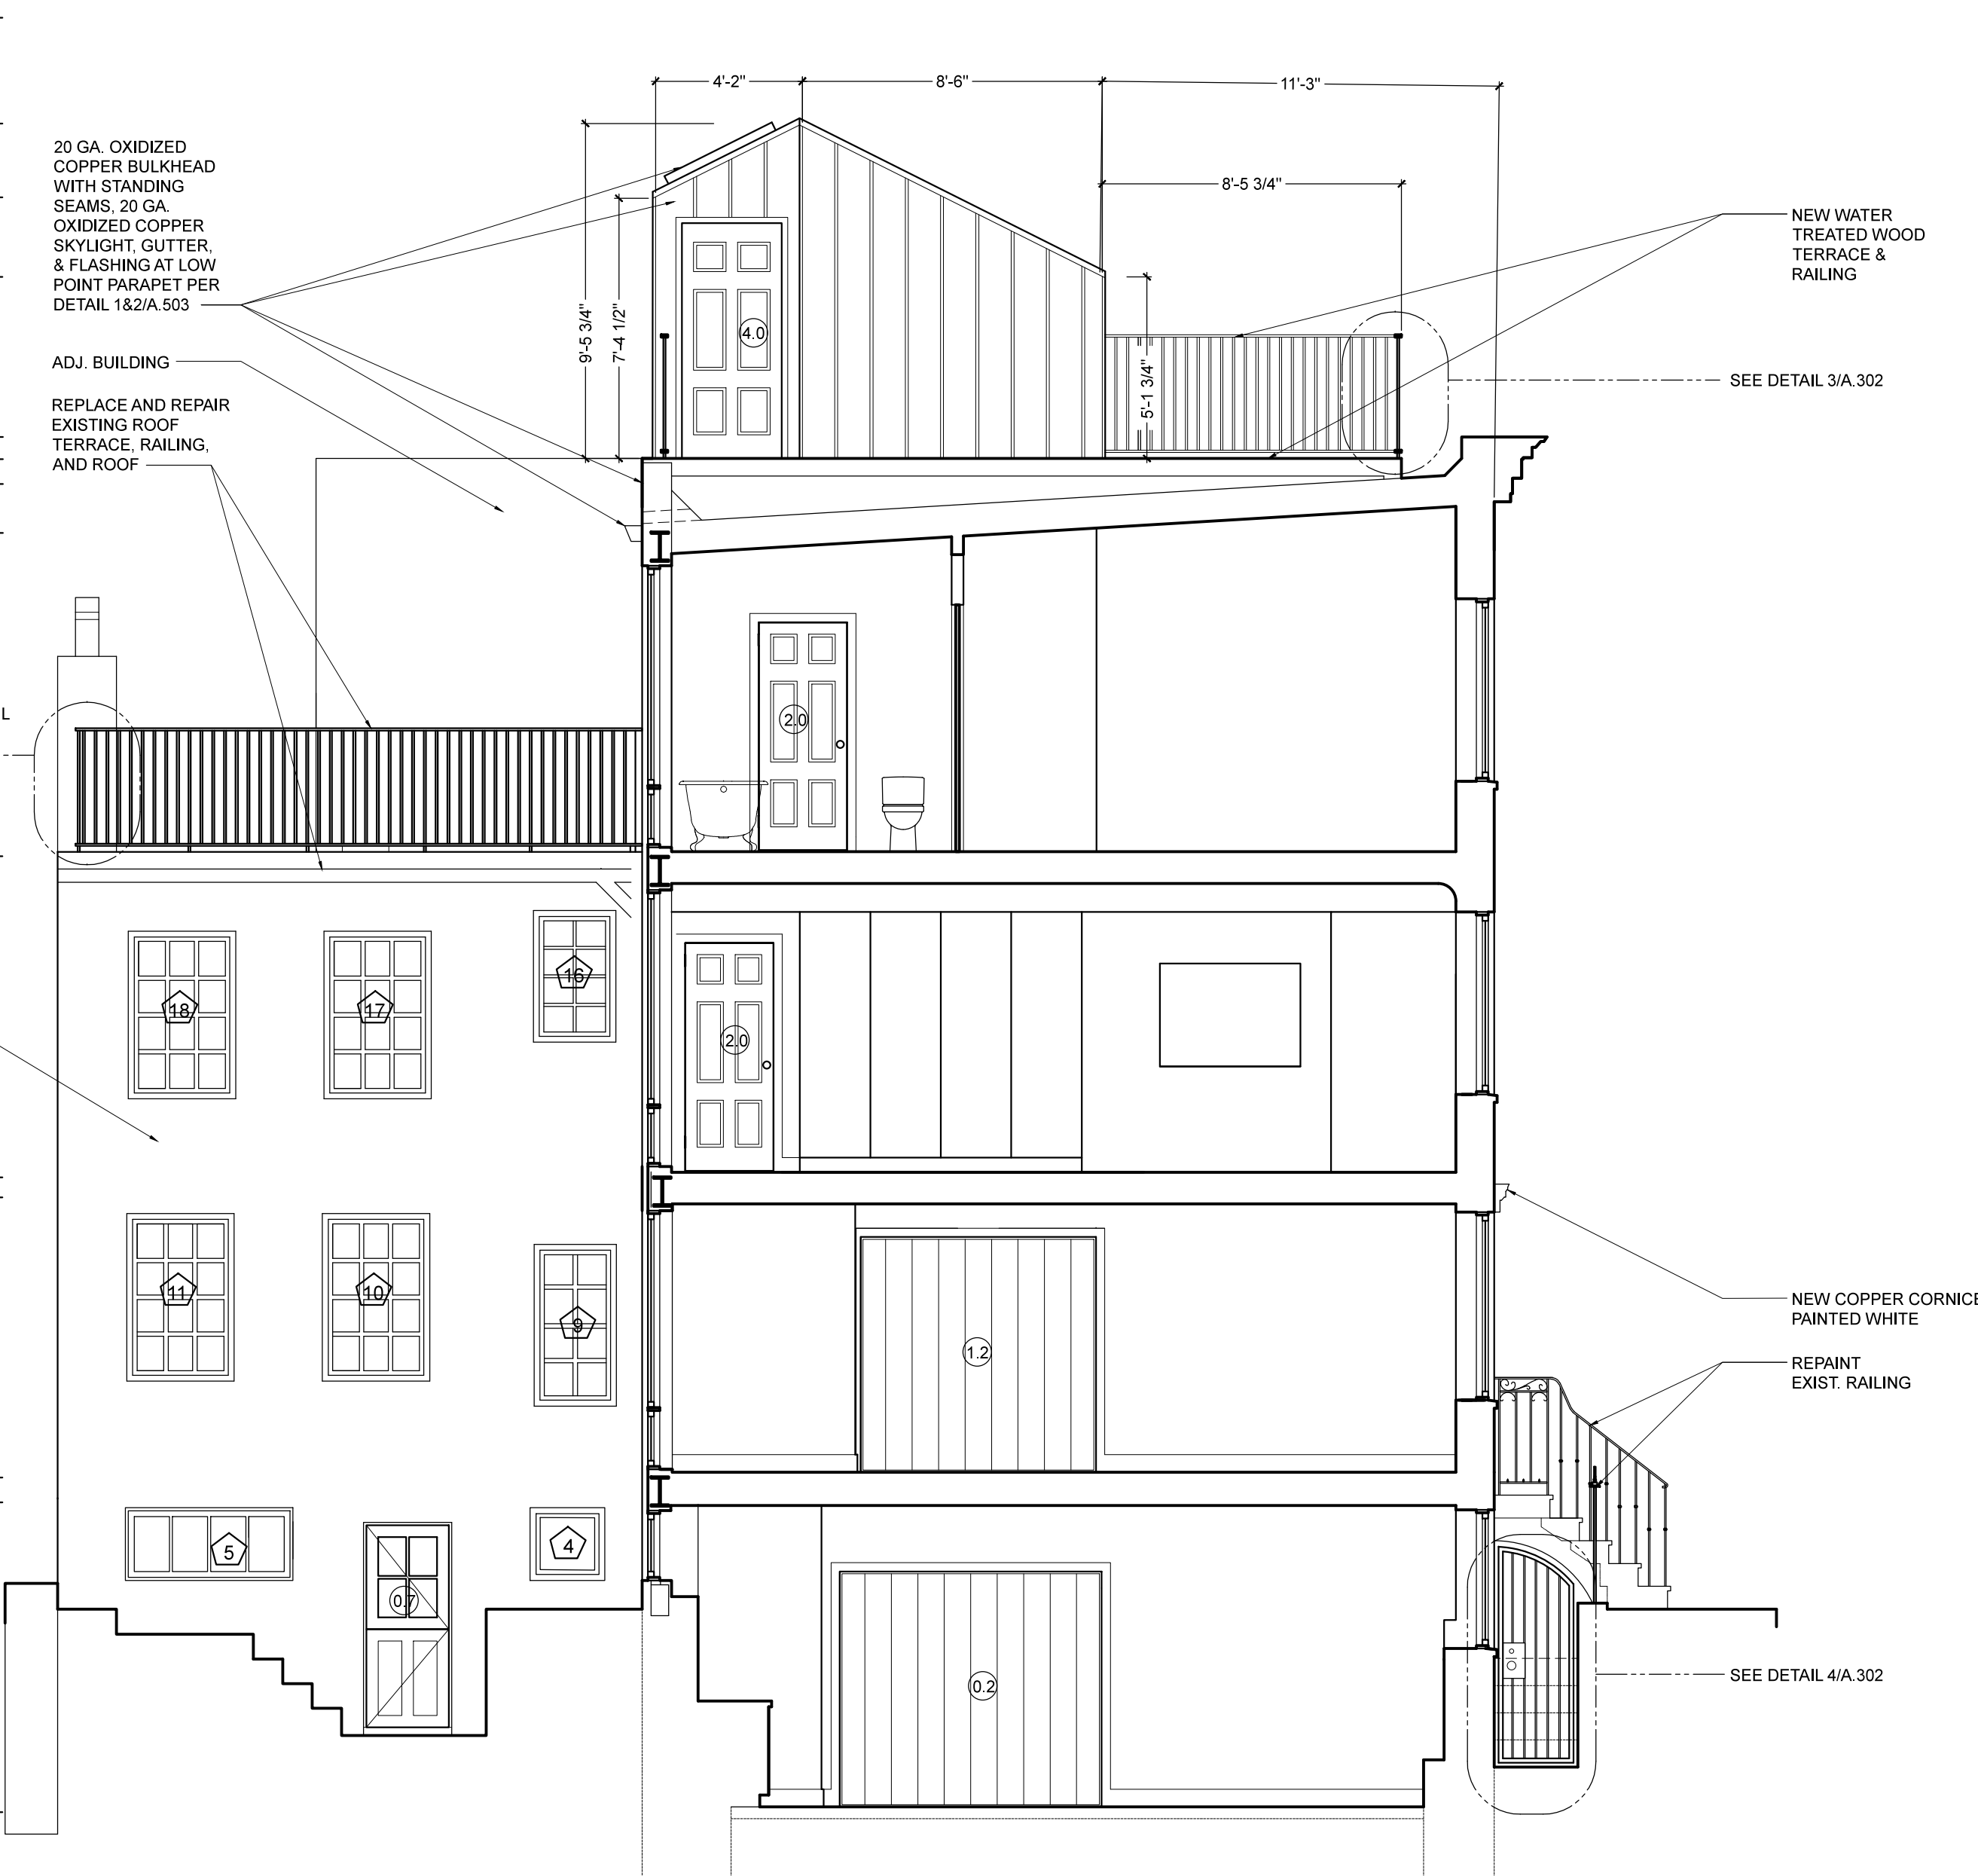 4'-2"
8'-6"
11'-3"
20 GA. OXIDIZED
COPPER BULKHEAD
WITH STANDING
SEAMS, 20 GA.
OXIDIZED COPPER
SKYLIGHT, GUTTER,
& FLASHING AT LOW
POINT PARAPET PER
DETAIL 1&2/A.503
8'-5 3/4"
NEW WATER
TREATED WOOD
TERRACE &
RAILING
9'-5 3/4"
7'-4 1/2"
4.0
5'-1 3/4"
ADJ. BUILDING
SEE DETAIL 3/A.302
REPLACE AND REPAIR
EXISTING ROOF
TERRACE, RAILING,
AND ROOF
L
2.0
16
18
17
2.0
11
10
9
1.2
NEW COPPER CORNICE
PAINTED WHITE
REPAINT
EXIST. RAILING
5
4
0.7
0.2
SEE DETAIL 4/A.302